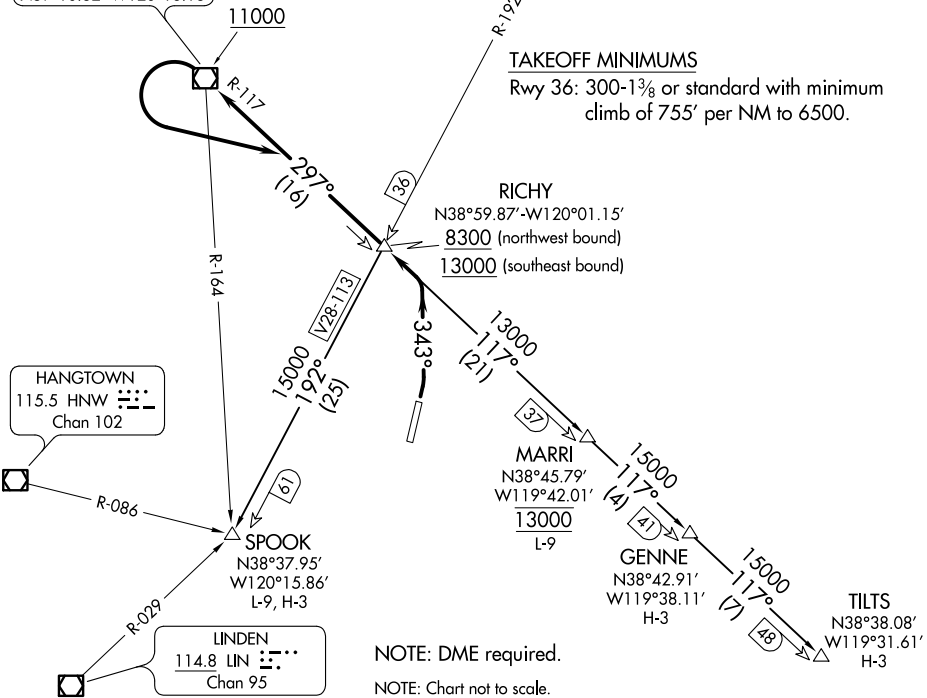 11000
R-192
R-117
TAKEOFF MINIMUMS
Rwy 36: 300-1⅜ or standard with minimum
climb of 755' per NM to 6500.
297°
(16)
36
RICHY
N38°59.87'-W120°01.15'
8300 (northwest bound)
13000 (southeast bound)
R-164
V28-113
15000
192°
(25)
343°
13000
117°
(21)
HANGTOWN
115.5 HNW
Chan 102
37
MARRI
N38°45.79'
W119°42.01'
13000
L-9
15000
117°
(4)
R-086
61
SPOOK
N38°37.95'
W120°15.86'
L-9, H-3
41
GENNE
N38°42.91'
W119°38.11'
H-3
15000
117°
(7)
48
TILTS
N38°38.08'
W119°31.61'
H-3
R-029
LINDEN
114.8 LIN
Chan 95
NOTE: DME required.
NOTE: Chart not to scale.